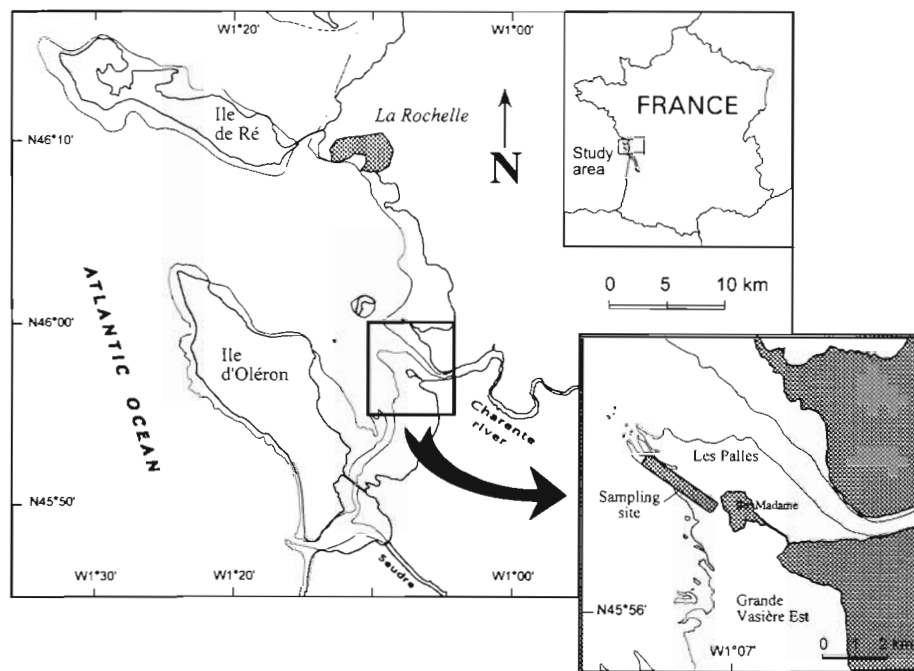 W1°20'
W1°00'
Ile
de Ré
La Rochelle
N46°10'
N
FRANCE
Study
area
0 5 10 km
ATLANTIC OCEAN
N46°00'
Ile
d'Oléron
Charente
river
N45°50'
Seudre
W1°30'
W1°20'
W1°00'
Les Palles
Sampling
site
Madame
N45°56'
Grande
Vasière Est
0 1 2 km
W1°07'